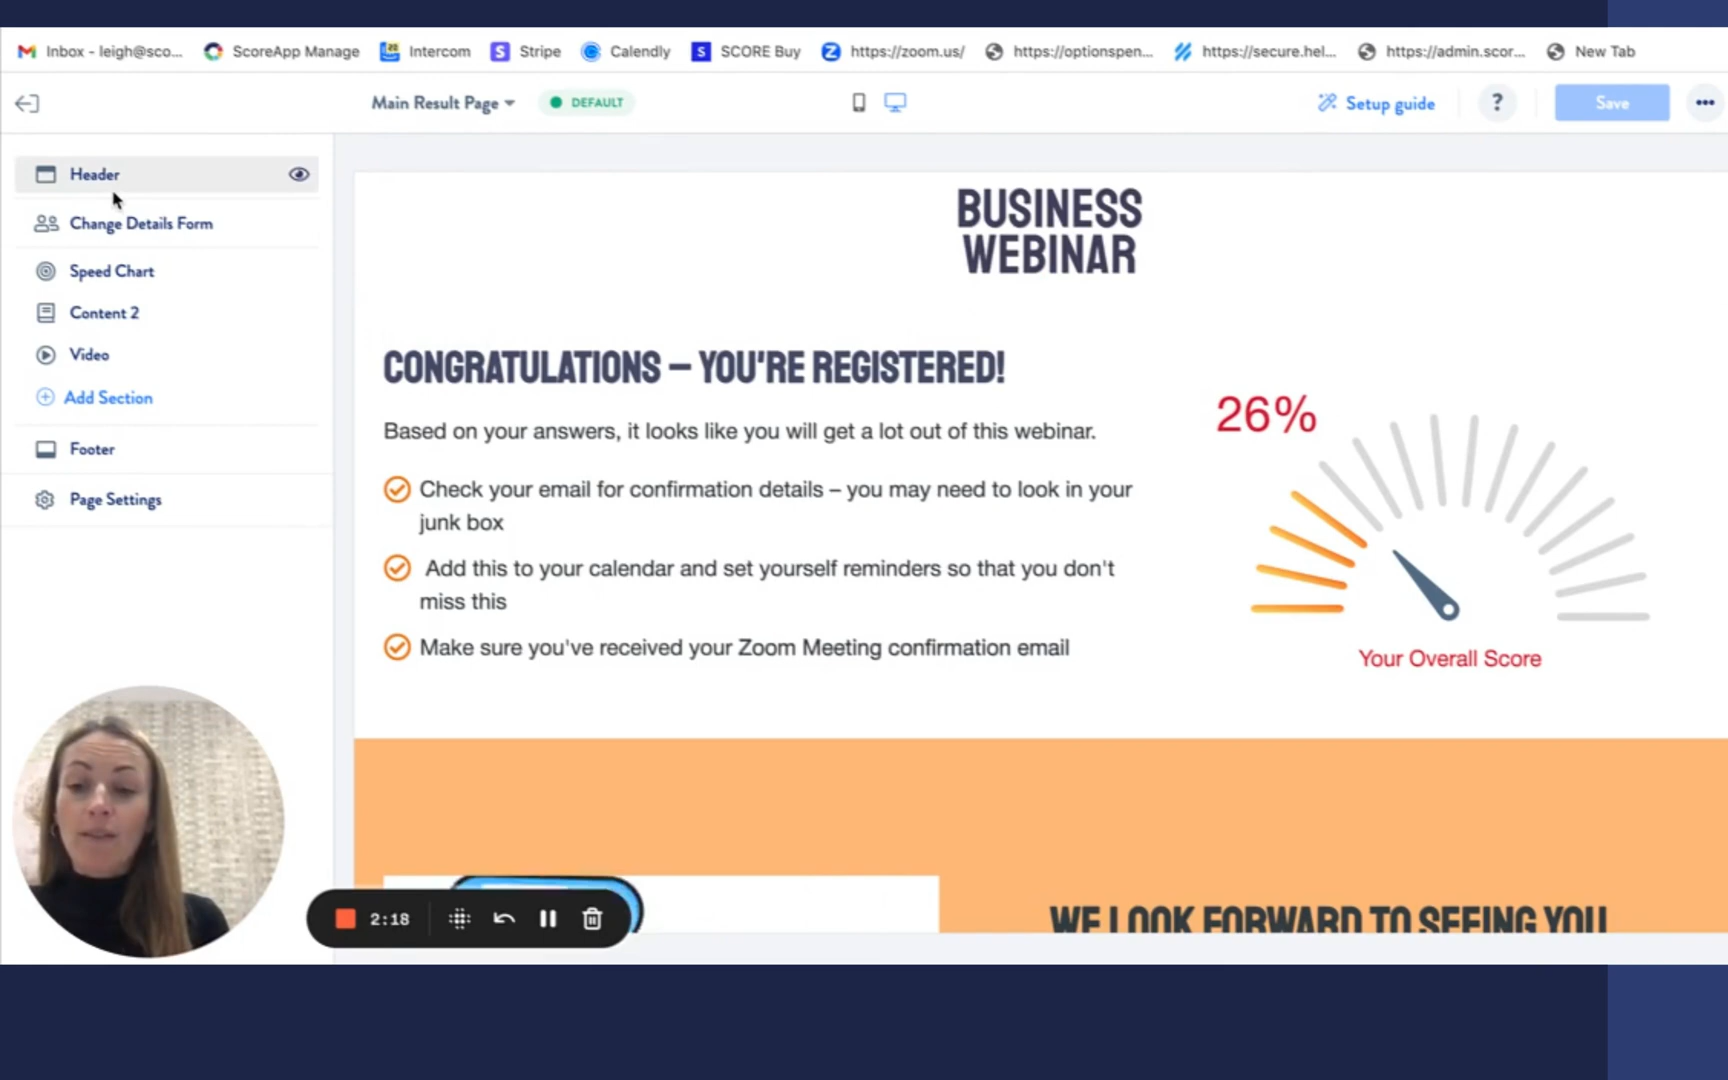 Inbox - leigh@sco...
ScoreApp Manage
Intercom
Stripe
Calendly
SCORE Buy
https://zoom.us/
https://optionspen...
https://secure.hel...
https://admin.scor...
New Tab
Main Result Page
DEFAULT
Setup guide
?
Save
Header
Change Details Form
Speed Chart
Content 2
Video
Add Section
Footer
Page Settings
BUSINESS
WEBINAR
CONGRATULATIONS – YOU'RE REGISTERED!
Based on your answers, it looks like you will get a lot out of this webinar.
Check your email for confirmation details – you may need to look in your
junk box
Add this to your calendar and set yourself reminders so that you don't
miss this
Make sure you've received your Zoom Meeting confirmation email
26%
Your Overall Score
WE LOOK FORWARD TO SEEING YOU
2:18